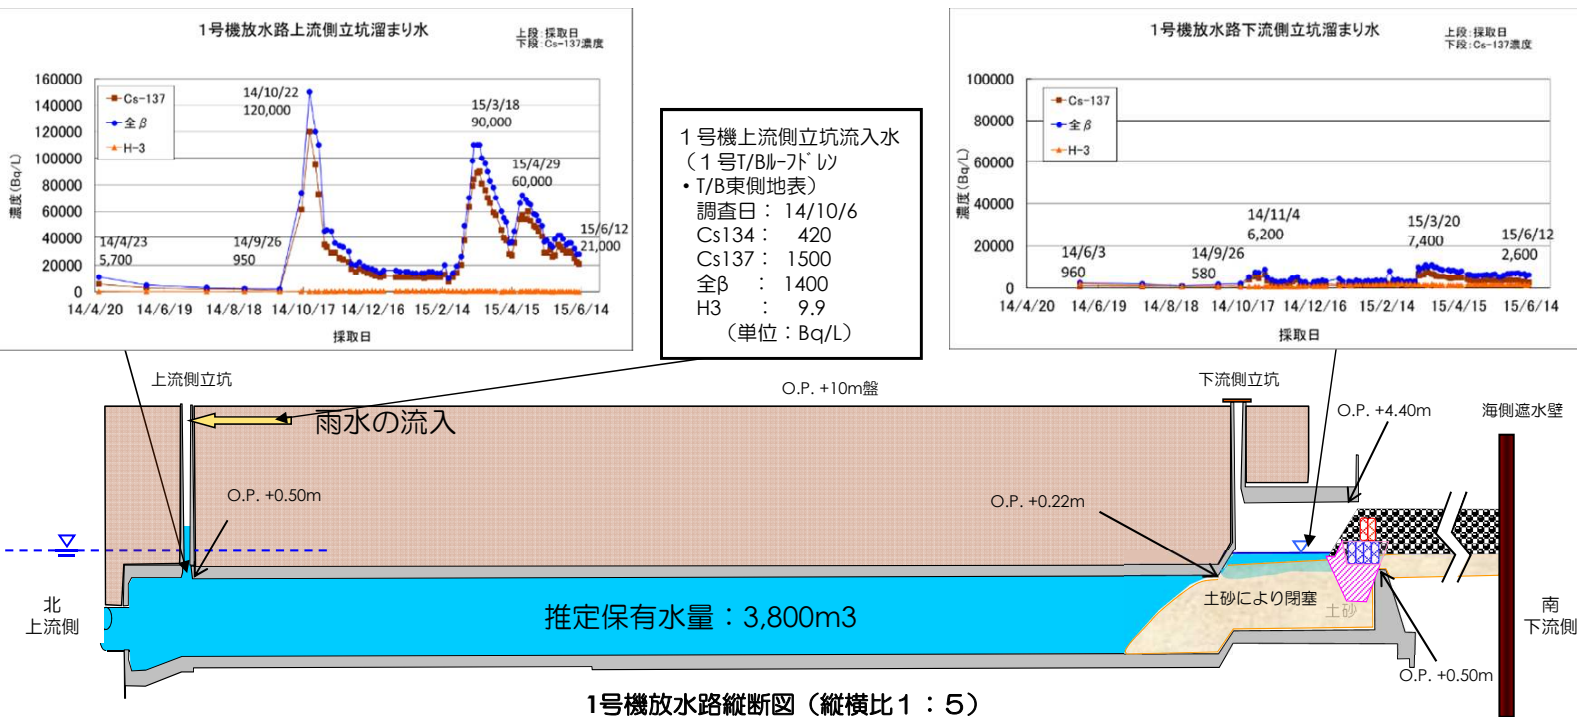 1号機放水路上流側立坑溜まり水
上段:採取日
下段:Cs-137濃度
160000
140000
120000
100000
80000
60000
40000
20000
0
濃度(Bq/L)
Cs-137
全β
H-3
14/10/22
120,000
15/3/18
90,000
15/4/29
60,000
15/6/12
21,000
14/4/23
5,700
14/9/26
950
14/4/20 14/6/19 14/8/18 14/10/17 14/12/16 15/2/14 15/4/15 15/6/14
採取日
1号機上流側立坑流入水
(1号T/Bルーフドレン
・T/B東側地表)
調査日: 14/10/6
Cs134: 420
Cs137: 1500
全β : 1400
H3 : 9.9
(単位:Bq/L)
1号機放水路下流側立坑溜まり水
上段:採取日
下段:Cs-137濃度
100000
80000
60000
40000
20000
0
濃度(Bq/L)
Cs-137
全β
H-3
14/6/3
960
14/9/26
580
14/11/4
6,200
15/3/20
7,400
15/6/12
2,600
14/4/20 14/6/19 14/8/18 14/10/17 14/12/16 15/2/14 15/4/15 15/6/14
採取日
上流側立坑
O.P. +10m盤
下流側立坑
O.P. +4.40m
海側遮水壁
雨水の流入
O.P. +0.50m
O.P. +0.22m
北
上流側
推定保有水量:3,800m3
土砂により閉塞
土砂
南
下流側
O.P. +0.50m
1号機放水路縦断図(縦横比1:5)